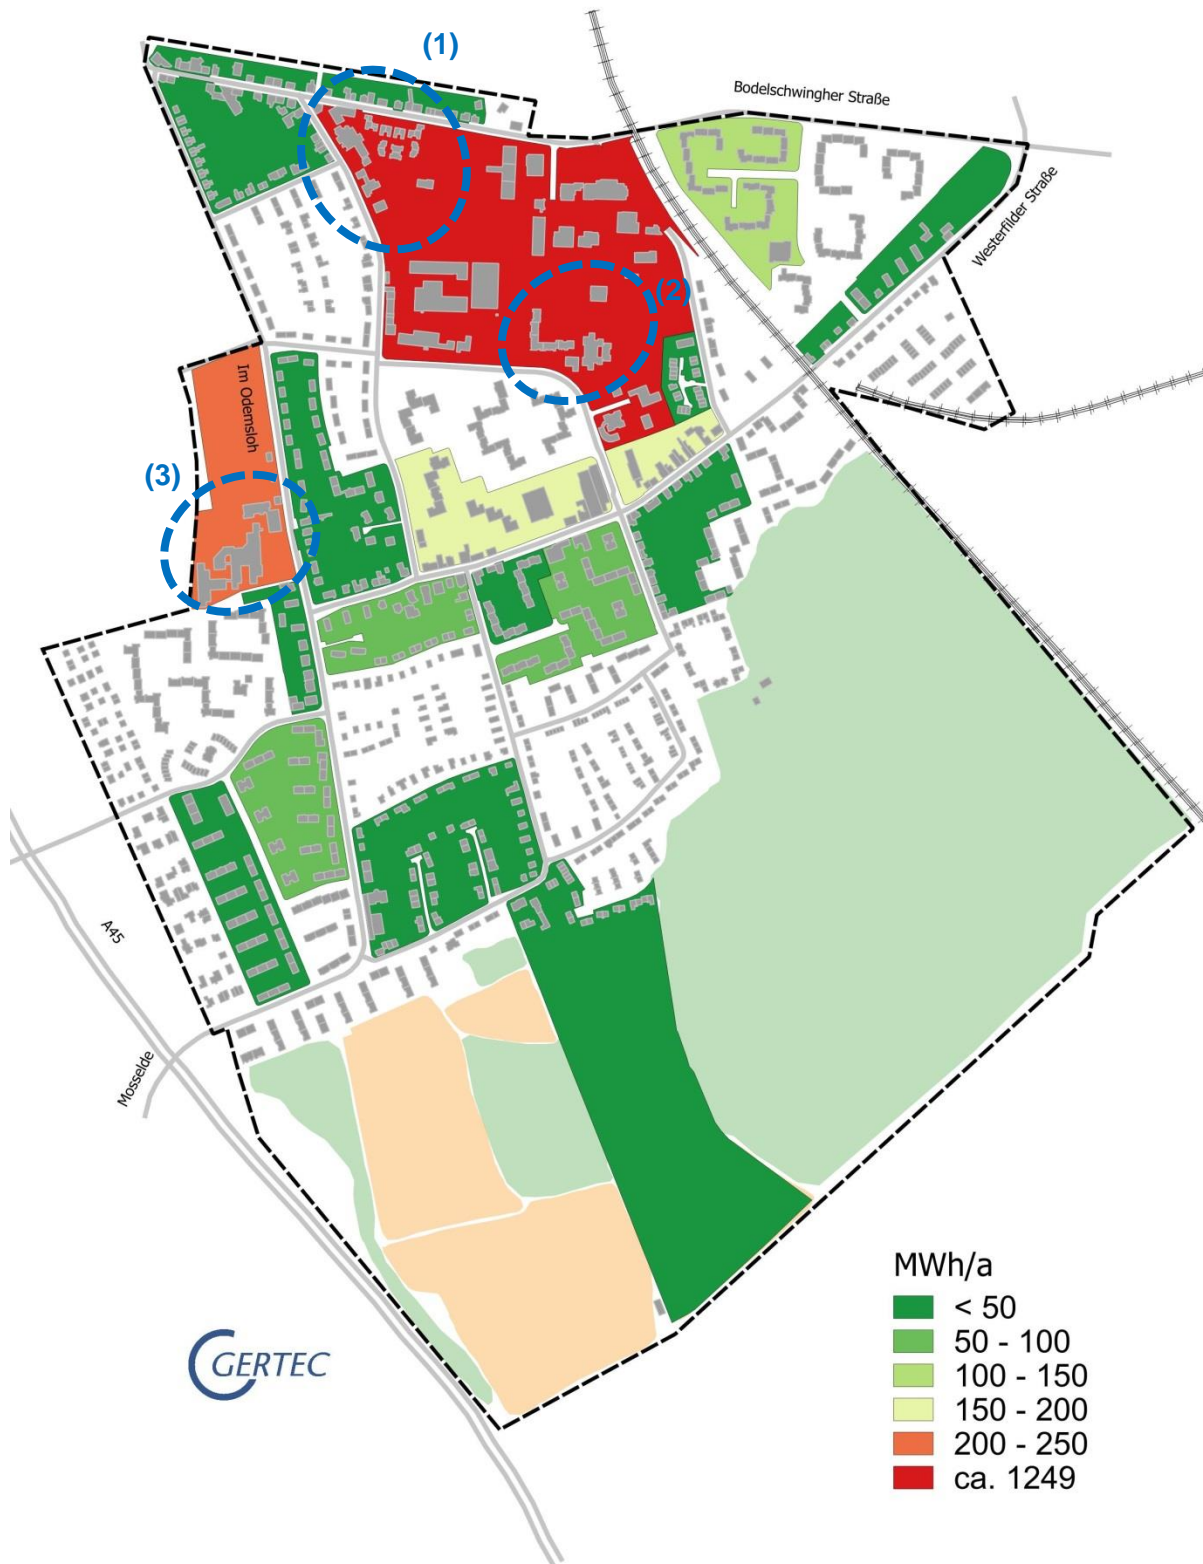 (1)
Bodelschwingher Straße
Westerfilder Straße
(2)
Im Odemsloh
(3)
A45
Mosselde
GERTEC
MWh/a
< 50
50 - 100
100 - 150
150 - 200
200 - 250
ca. 1249